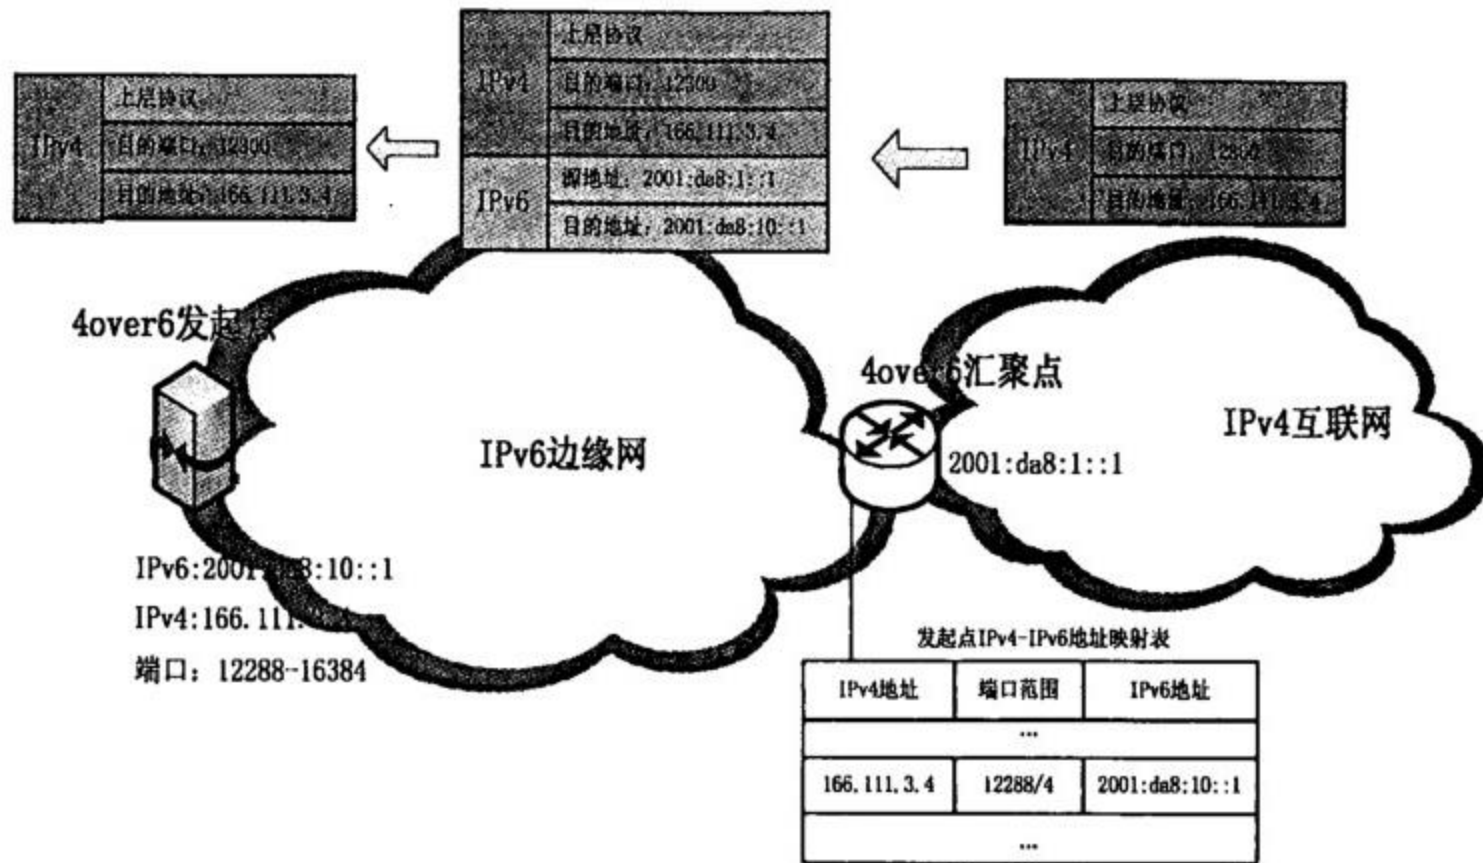 上层协议
IPv4
目的端口：12300
目的地址：166.111.3.4
上层协议
IPv4
目的端口：12300
目的地址：166.111.3.4
IPv6
源地址：2001:da8:1::1
目的地址：2001:da8:10::1
上层协议
IPv4
目的端口：12300
目的地址：166.111.3.4
4over6发起点
IPv6边缘网
4over6汇聚点
2001:da8:1::1
IPv4互联网
IPv6:2001:da8:10::1
IPv4:166.111.
端口：12288~16384
发起点IPv4-IPv6地址映射表
IPv4地址 端口范围 IPv6地址
...
166.111.3.4 12288/4 2001:da8:10::1
...